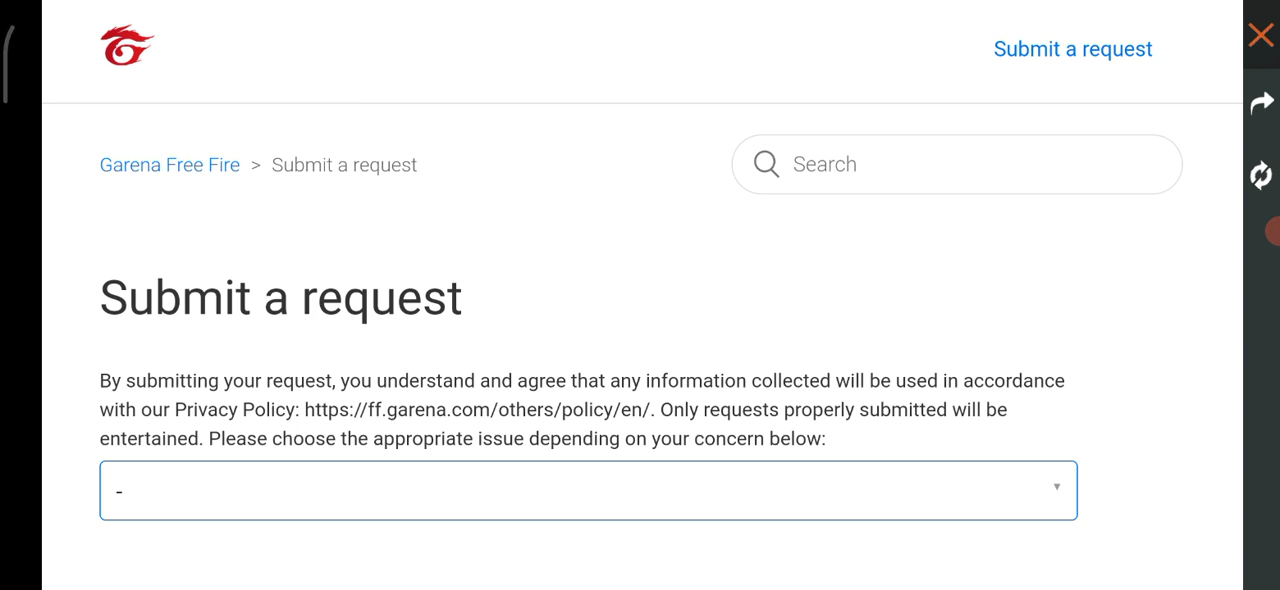 Submit a request
Garena Free Fire > Submit a request
Search
Submit a request
By submitting your request, you understand and agree that any information collected will be used in accordance
with our Privacy Policy: https://ff.garena.com/others/policy/en/. Only requests properly submitted will be
entertained. Please choose the appropriate issue depending on your concern below:
-